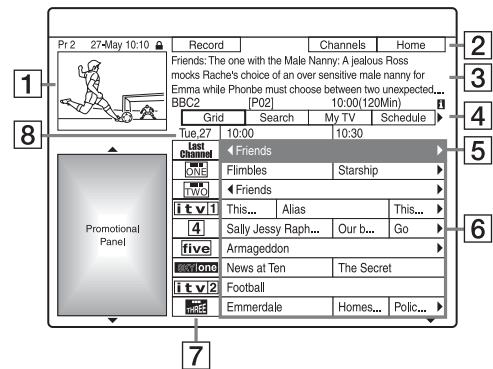 Pr 2 27-May 10:10 Record Channels Home
Friends: The one with the Male Nanny: A jealous Ross
mocks Rache's choice of an over sensitive male nanny for
Emma while Phonbe must choose between two unexpected....
BBC2 [P02] 10:00(120Min) i
Grid Search My TV Schedule
Tue,27 10:00 10:30
Last Channel Friends
ONE Flimbles Starship
TWO Friends
itv1 This... Alias This...
4 Sally Jessy Raph... Our b... Go
five Armageddon
sky one News at Ten The Secret
itv2 Football
THREE Emmerdale Homes... Polic...
Promotional
Panel
1
2
3
4
5
6
7
8